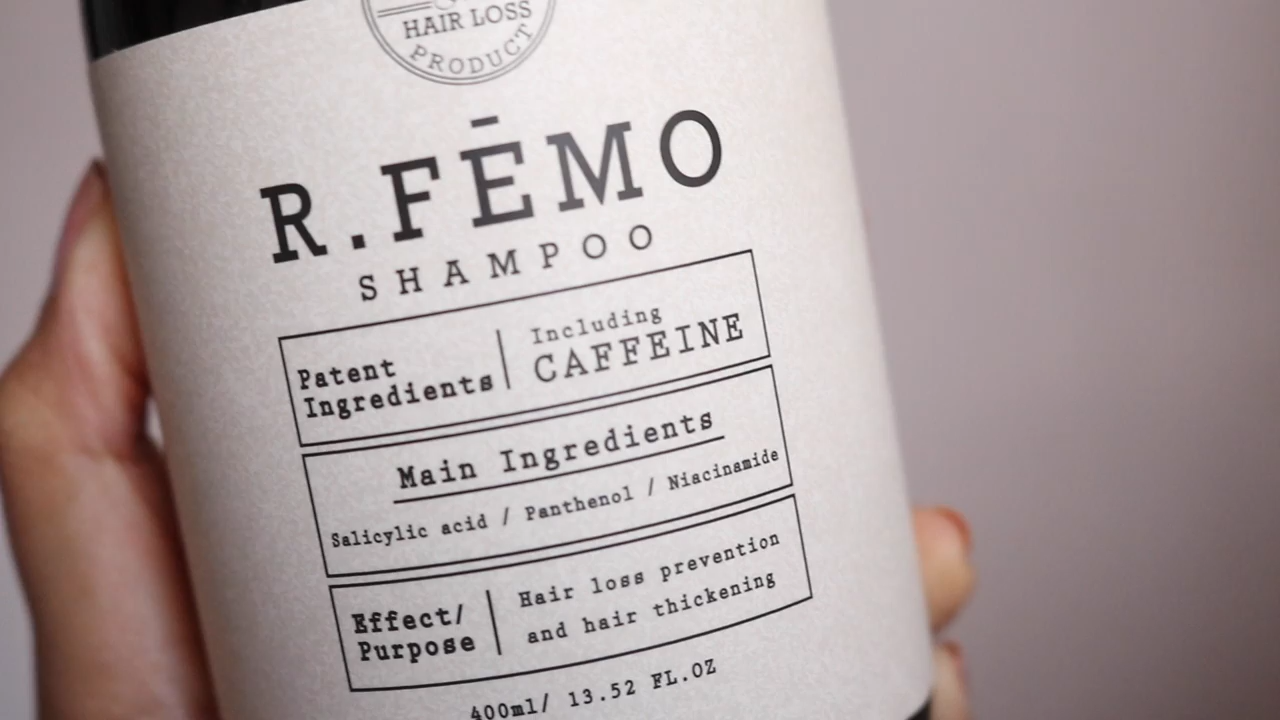 HAIR LOSS
PRODUCT
R.FĒMO
SHAMPOO
Patent
Ingredients
Including
CAFFEINE
Main Ingredients
Salicylic acid / Panthenol / Niacinamide
Effect/
Purpose
Hair loss prevention
and hair thickening
400ml/ 13.52 FL.OZ